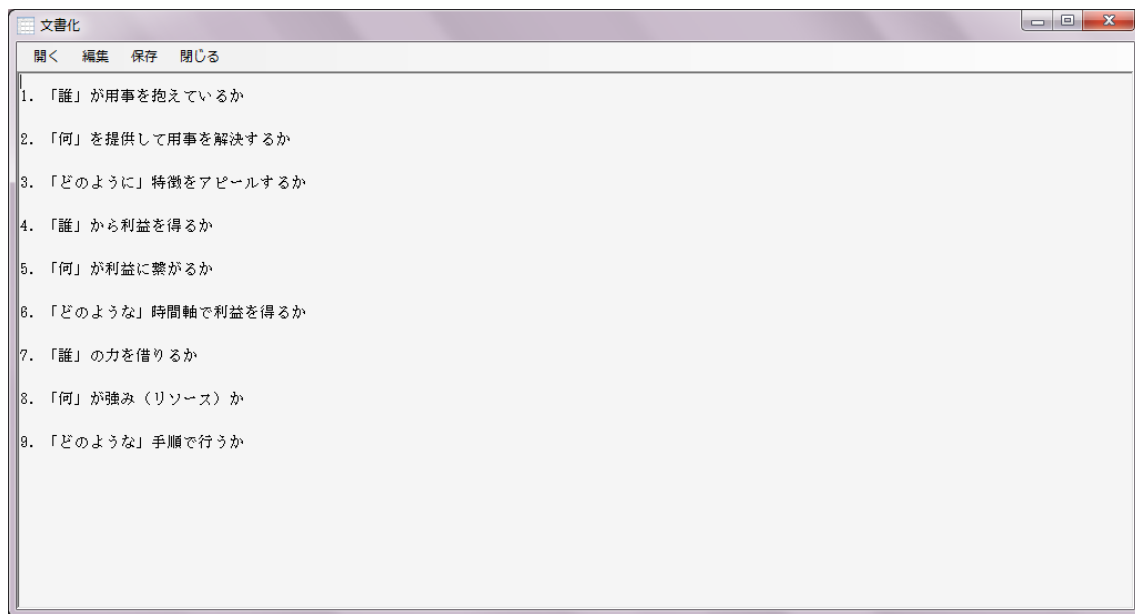 文書化
開く 編集 保存 閉じる
1. 「誰」が用事を抱えているか
2. 「何」を提供して用事を解決するか
3. 「どのように」特徴をアピールするか
4. 「誰」から利益を得るか
5. 「何」が利益に繋がるか
6. 「どのような」時間軸で利益を得るか
7. 「誰」の力を借りるか
8. 「何」が強み（リソース）か
9. 「どのような」手順で行うか